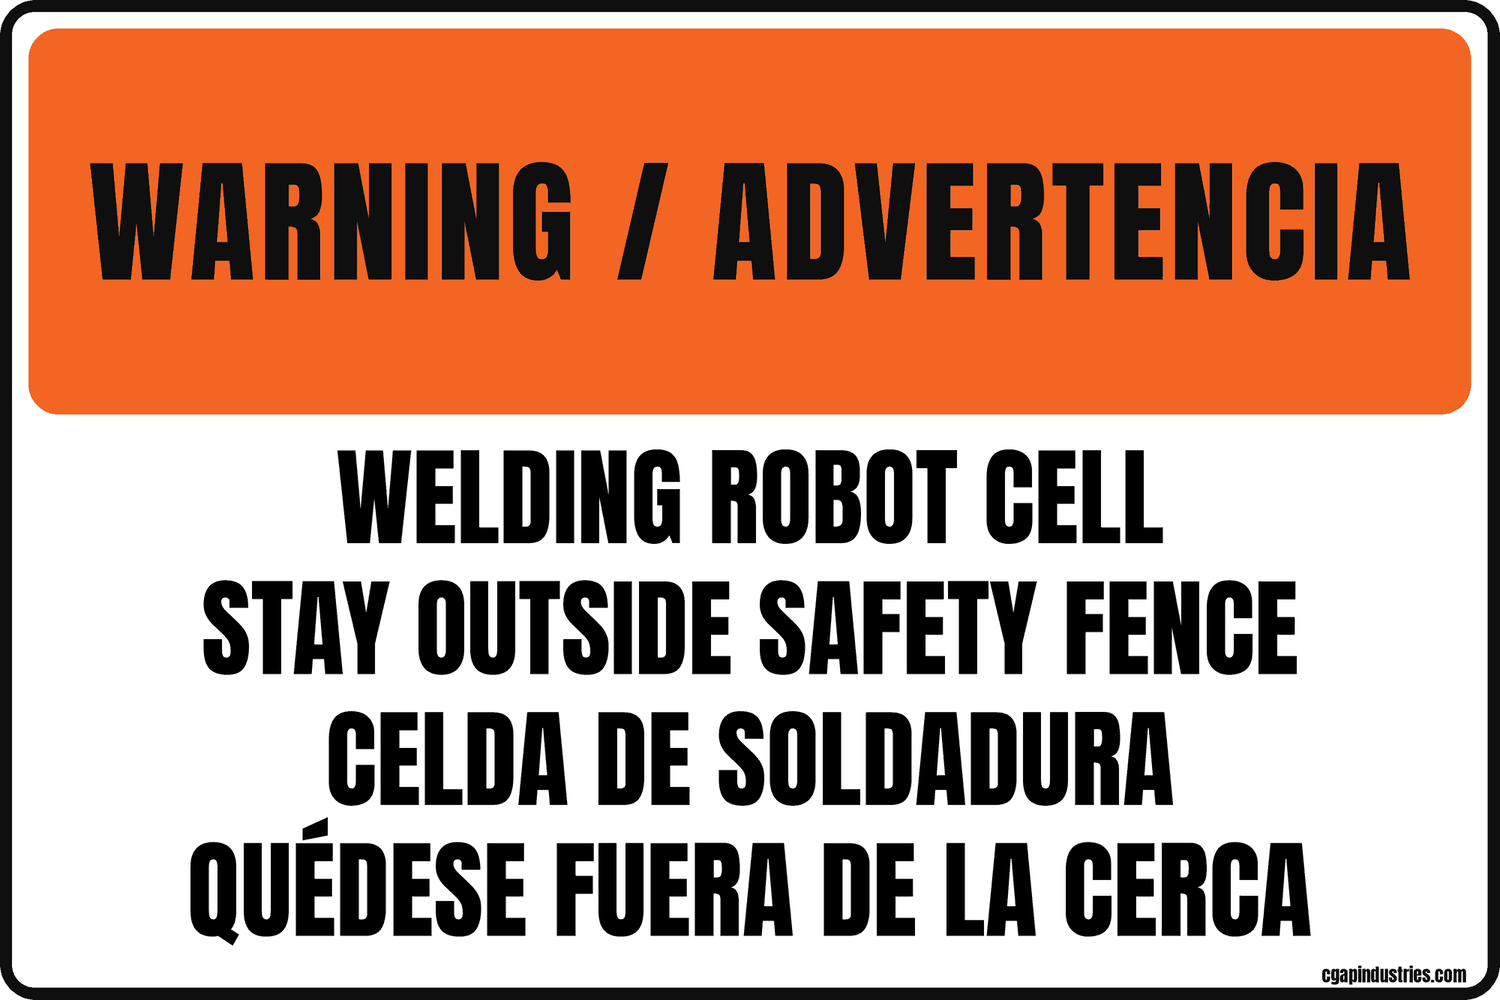 WARNING / ADVERTENCIA
WELDING ROBOT CELL
STAY OUTSIDE SAFETY FENCE
CELDA DE SOLDADURA
QUÉDESE FUERA DE LA CERCA
cgapindustries.com